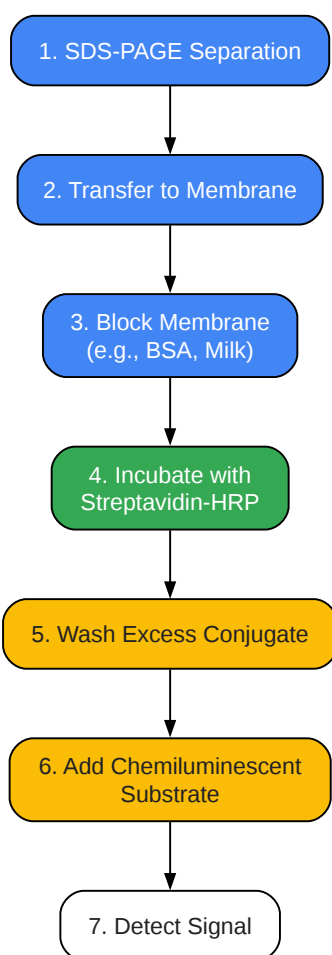 1. SDS-PAGE Separation
2. Transfer to Membrane
3. Block Membrane
(e.g., BSA, Milk)
4. Incubate with
Streptavidin-HRP
5. Wash Excess Conjugate
6. Add Chemiluminescent
Substrate
7. Detect Signal